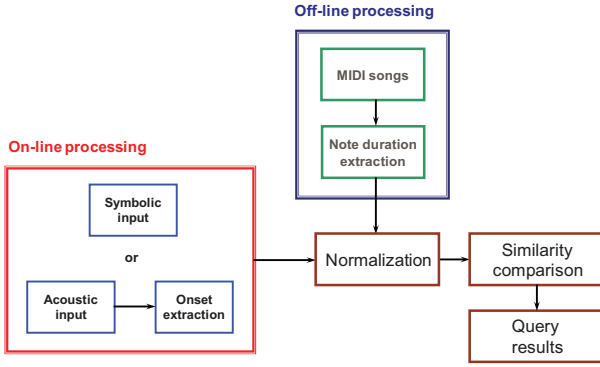 Off-line processing
MIDI songs
Note duration
extraction
On-line processing
Symbolic
input
or
Acoustic
input
Onset
extraction
Normalization
Similarity
comparison
Query
results